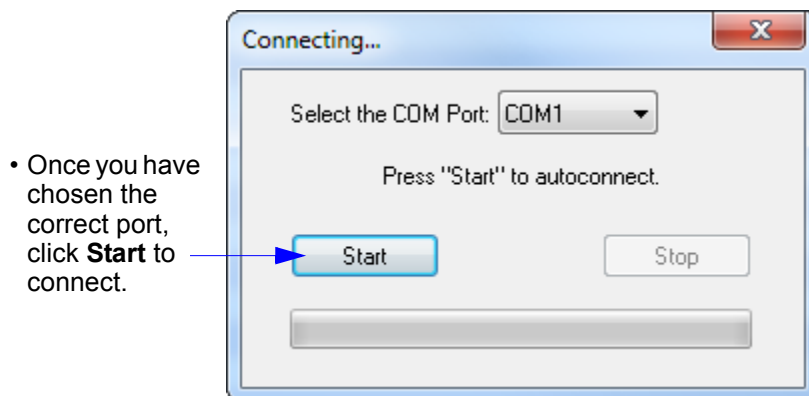 Connecting...
Select the COM Port: COM1
Press "Start" to autoconnect.
• Once you have
chosen the
correct port,
click Start to
connect.
Start
Stop